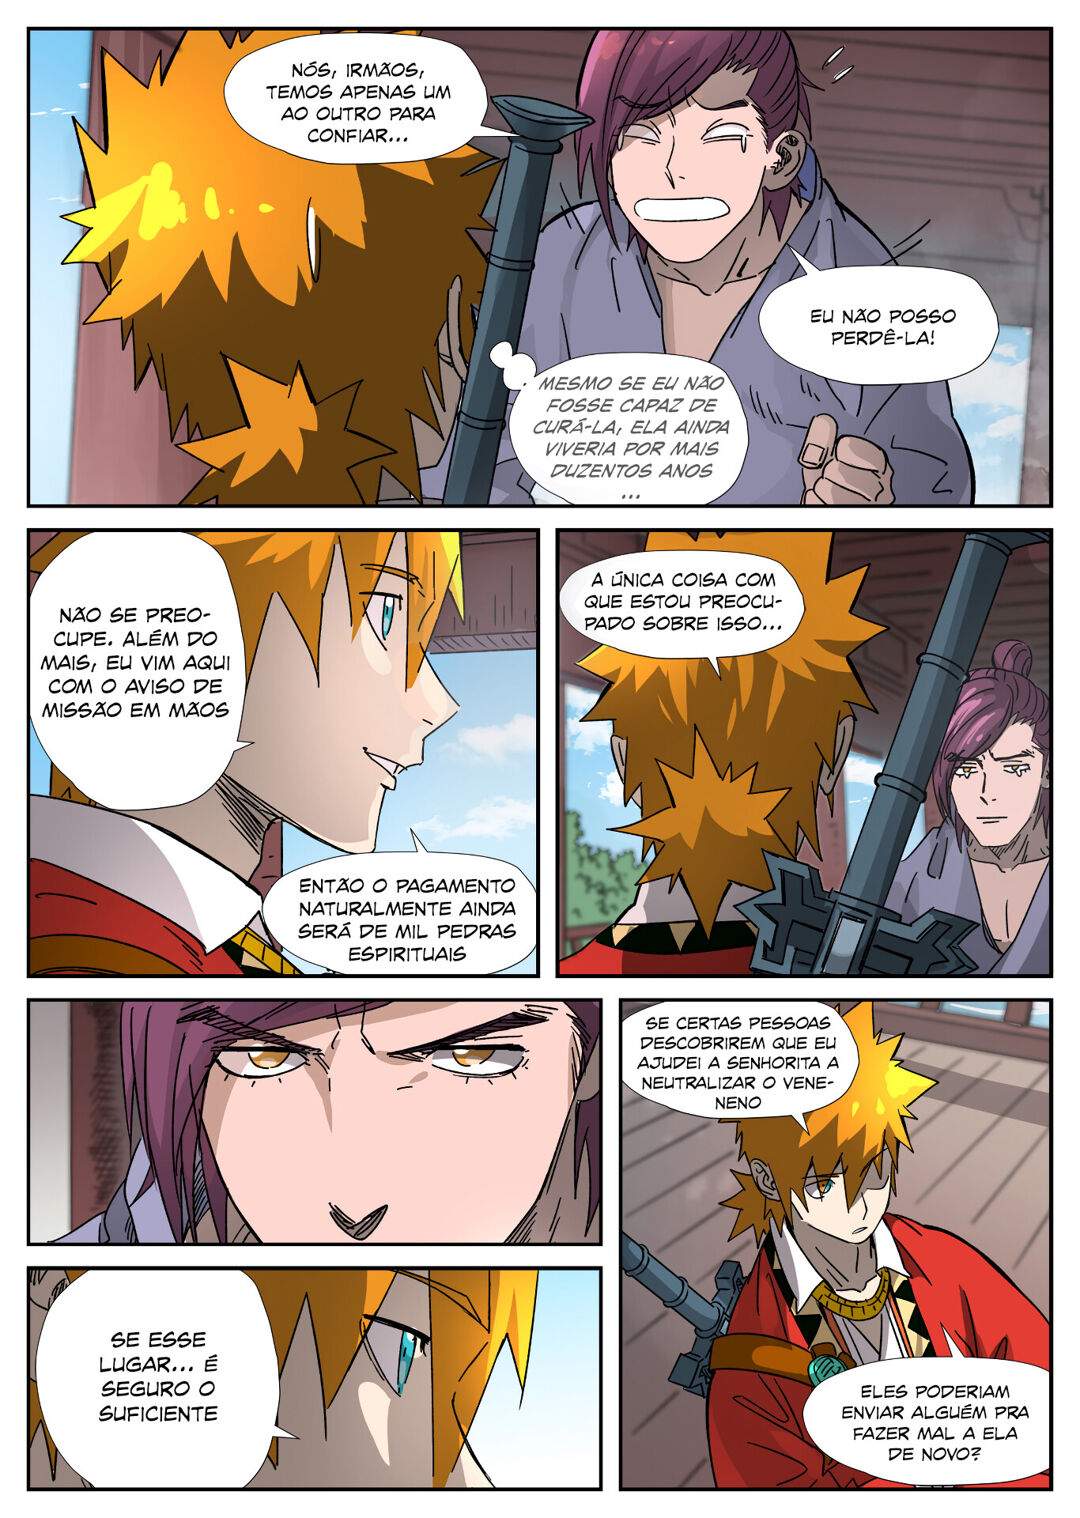 NÓS, IRMÃOS,
TEMOS APENAS UM
AO OUTRO PARA
CONFIAR...
EU NÃO POSSO
PERDÊ-LA!
MESMO SE EU NÃO
FOSSE CAPAZ DE
CURÁ-LA, ELA AINDA
VIVERIA POR MAIS
DUZENTOS ANOS
...
NÃO SE PREO-
CUPE. ALÉM DO
MAIS, EU VIM AQUI
COM O AVISO DE
MISSÃO EM MÃOS
ENTÃO O PAGAMENTO
NATURALMENTE AINDA
SERÁ DE MIL PEDRAS
ESPIRITUAIS
A ÚNICA COISA COM
QUE ESTOU PREOCU-
PADO SOBRE ISSO...
SE CERTAS PESSOAS
DESCOBRIREM QUE EU
AJUDEI A SENHORITA A
NEUTRALIZAR O VENE-
NENO
ELES PODERIAM
ENVIAR ALGUÉM PRA
FAZER MAL A ELA
DE NOVO?
SE ESSE
LUGAR... É
SEGURO O
SUFICIENTE